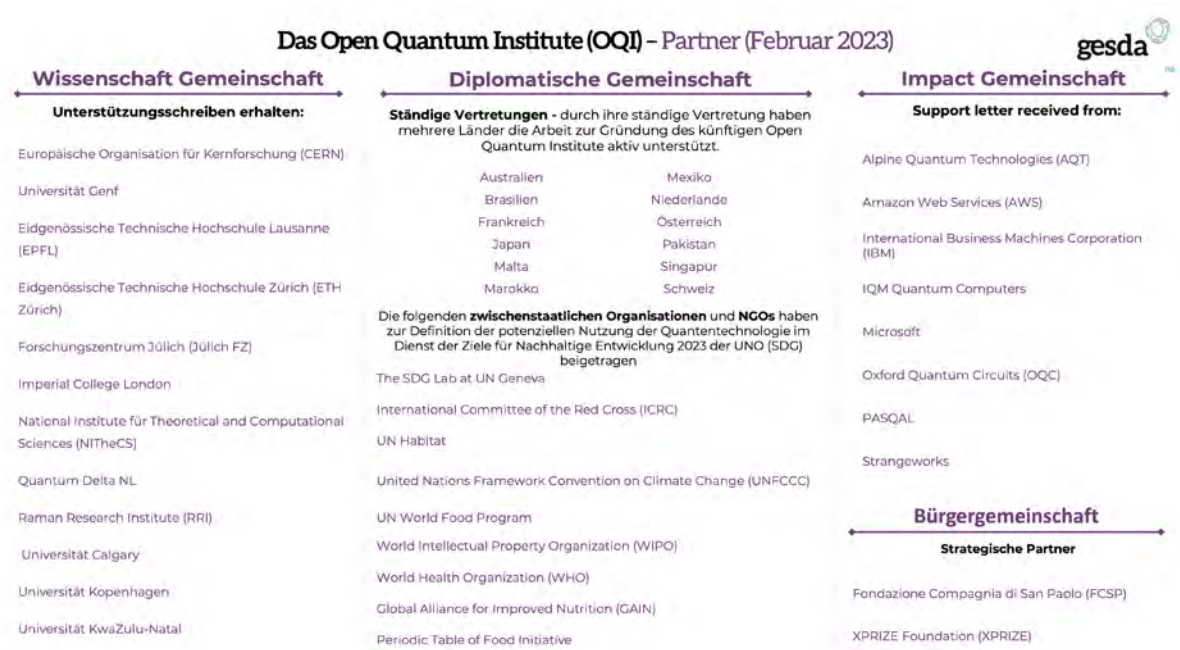 Das Open Quantum Institute (OQI) – Partner (Februar 2023)
gesda
Wissenschaft Gemeinschaft
Unterstützungsschreiben erhalten:
Europäische Organisation für Kernforschung (CERN)
Universität Genf
Eidgenössische Technische Hochschule Lausanne
(EPFL)
Eidgenössische Technische Hochschule Zürich (ETH
Zürich)
Forschungszentrum Jülich (Jülich FZ)
Imperial College London
National Institute für Theoretical and Computational
Sciences (NITheCS)
Quantum Delta NL
Raman Research Institute (RRI)
Universität Calgary
Universität Kopenhagen
Universität KwaZulu-Natal
Diplomatische Gemeinschaft
Ständige Vertretungen - durch ihre ständige Vertretung haben
mehrere Länder die Arbeit zur Gründung des künftigen Open
Quantum Institute aktiv unterstützt.
Australien
Brasilien
Frankreich
Japan
Malta
Marokko
Mexiko
Niederlande
Österreich
Pakistan
Singapur
Schweiz
Die folgenden zwischenstaatlichen Organisationen und NGOs haben
zur Definition der potenziellen Nutzung der Quantentechnologie im
Dienst der Ziele für Nachhaltige Entwicklung 2023 der UNO (SDG)
beigetragen
The SDG Lab at UN Geneva
International Committee of the Red Cross (ICRC)
UN Habitat
United Nations Framework Convention on Climate Change (UNFCCC)
UN World Food Program
World Intellectual Property Organization (WIPO)
World Health Organization (WHO)
Global Alliance for Improved Nutrition (GAIN)
Periodic Table of Food Initiative
Impact Gemeinschaft
Support letter received from:
Alpine Quantum Technologies (AQT)
Amazon Web Services (AWS)
International Business Machines Corporation
(IBM)
IQM Quantum Computers
Microsoft
Oxford Quantum Circuits (OQC)
PASQAL
Strangeworks
Bürgergemeinschaft
Strategische Partner
Fondazione Compagnia di San Paolo (FCSP)
XPRIZE Foundation (XPRIZE)